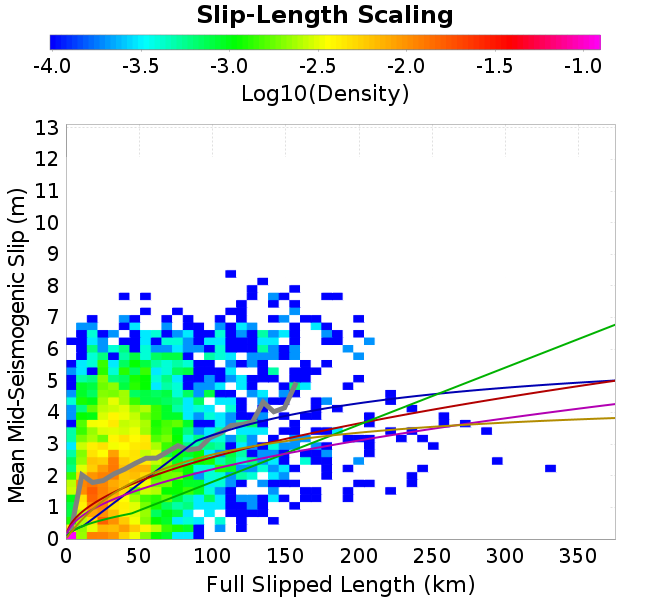 Slip-Length Scaling
-4.0 -3.5 -3.0 -2.5 -2.0 -1.5 -1.0
Log10(Density)
13
12
11
10
9
8
7
6
5
4
3
2
1
0
Mean Mid-Seismogenic Slip (m)
0 50 100 150 200 250 300 350
Full Slipped Length (km)